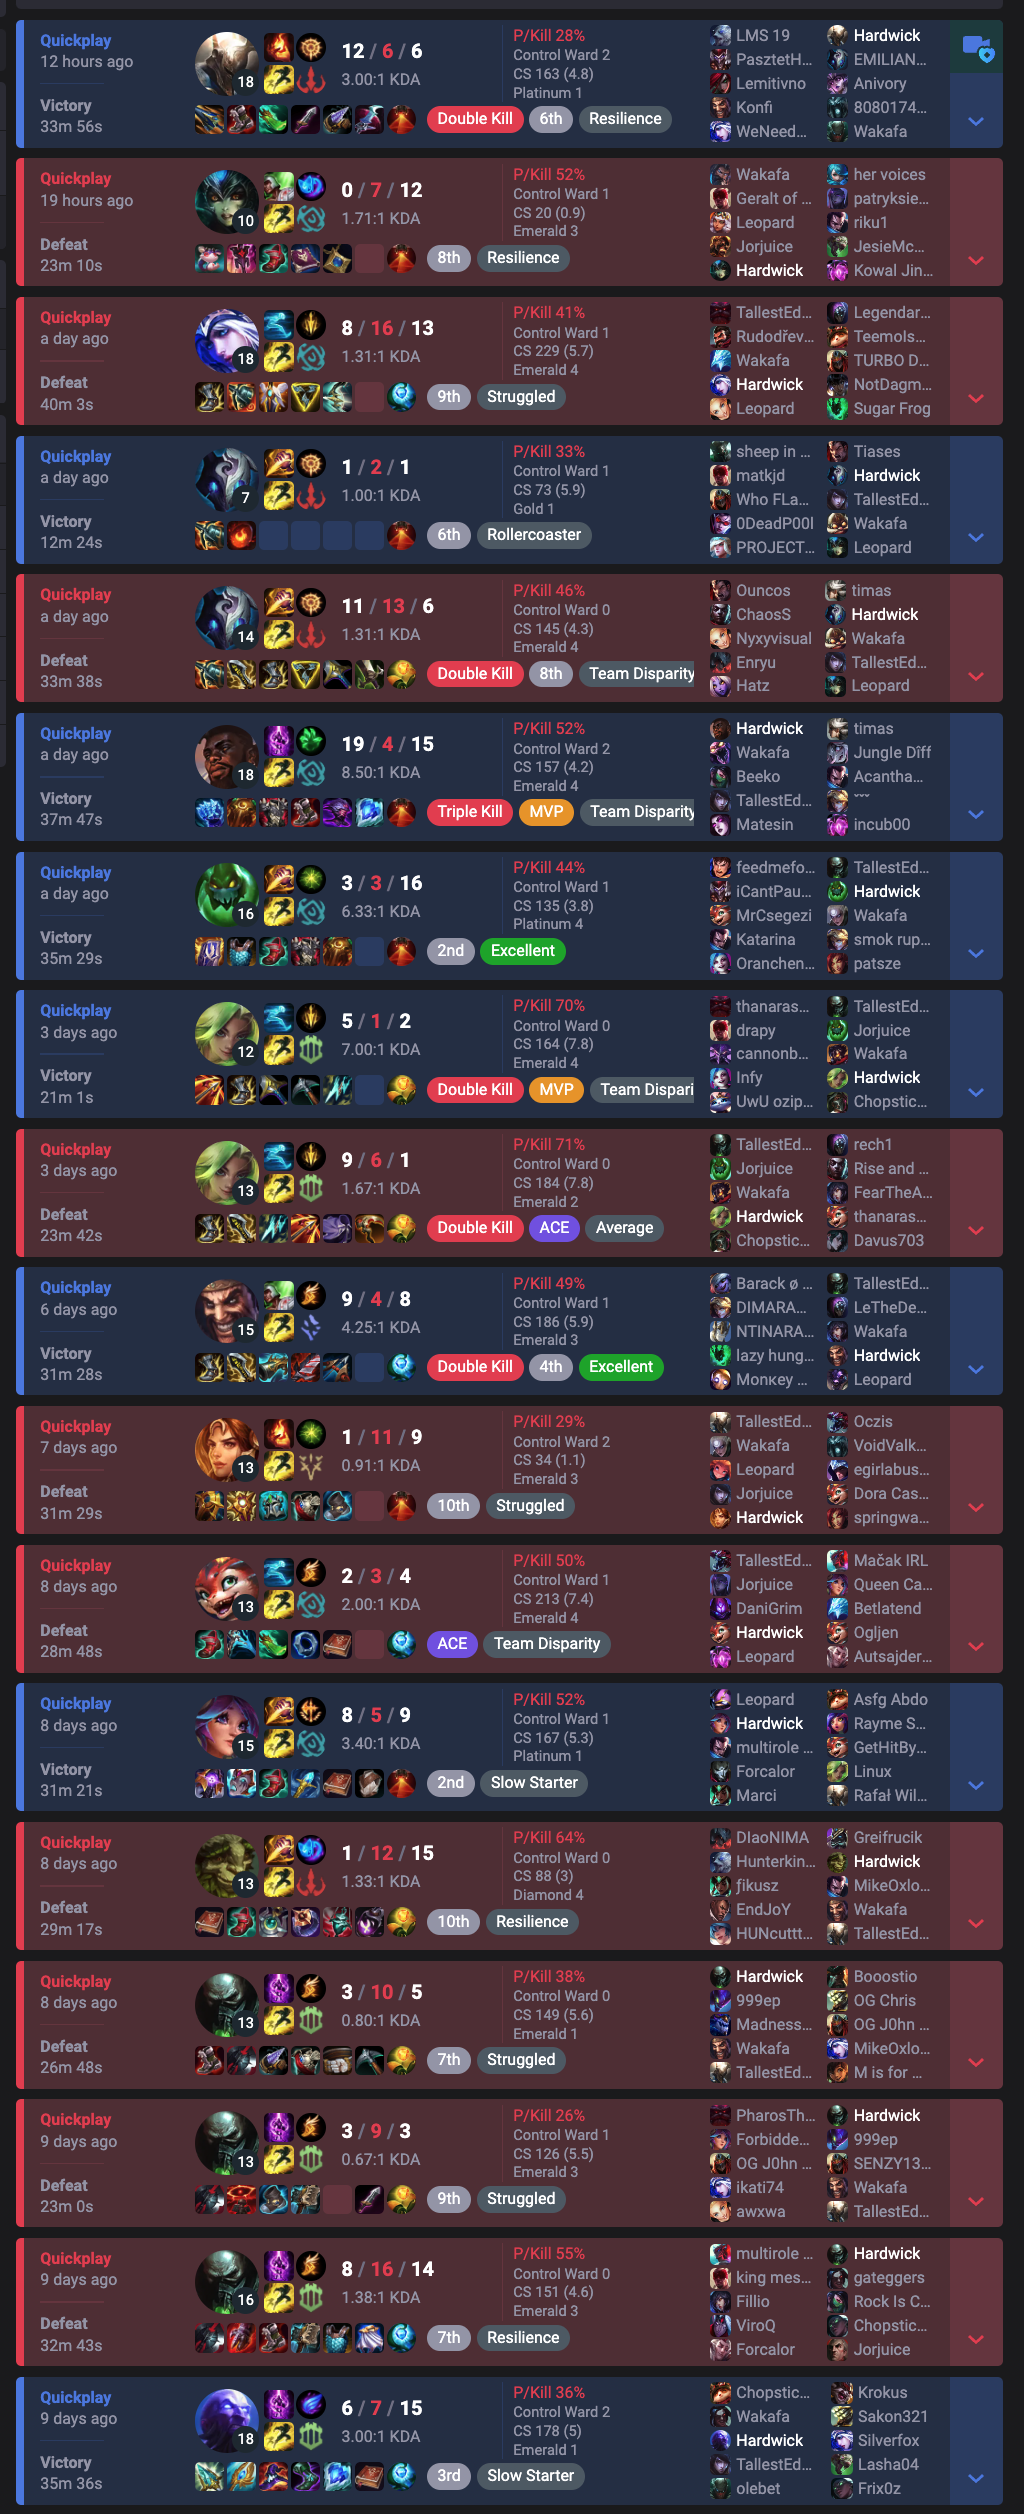 Quickplay
12 hours ago
Victory
33m 56s
18
12 / 6 / 6
3.00:1 KDA
Double Kill 6th Resilience
P/Kill 28%
Control Ward 2
CS 163 (4.8)
Platinum 1
LMS 19 Hardwick
PasztetH... EMILIAN...
Lemitivno Anivory
Konfi 8080174...
WeNeed... Wakafa
Quickplay
19 hours ago
Defeat
23m 10s
10
0 / 7 / 12
1.71:1 KDA
8th Resilience
P/Kill 52%
Control Ward 1
CS 20 (0.9)
Emerald 3
Wakafa her voices
Geralt of ... patryksie...
Leopard riku1
Jorjuice JesieMc...
Hardwick Kowal Jin...
Quickplay
a day ago
Defeat
40m 3s
18
8 / 16 / 13
1.31:1 KDA
9th Struggled
P/Kill 41%
Control Ward 1
CS 229 (5.7)
Emerald 4
TallestEd... Legendar...
Rudodřev... Teemols...
Wakafa TURBO D...
Hardwick NotDagm...
Leopard Sugar Frog
Quickplay
a day ago
Victory
12m 24s
7
1 / 2 / 1
1.00:1 KDA
6th Rollercoaster
P/Kill 33%
Control Ward 1
CS 73 (5.9)
Gold 1
sheep in ... Tiases
matkjd Hardwick
Who FLa... TallestEd...
0DeadP00l Wakafa
PROJECT... Leopard
Quickplay
a day ago
Defeat
33m 38s
14
11 / 13 / 6
1.31:1 KDA
Double Kill 8th Team Disparity
P/Kill 46%
Control Ward 0
CS 145 (4.3)
Emerald 4
Ouncos timas
ChaosS Hardwick
Nyxyvisual Wakafa
Enryu TallestEd...
Hatz Leopard
Quickplay
a day ago
Victory
37m 47s
18
19 / 4 / 15
8.50:1 KDA
Triple Kill MVP Team Disparity
P/Kill 52%
Control Ward 2
CS 157 (4.2)
Emerald 4
Hardwick timas
Wakafa Jungle Dîff
Beeko Acantha...
TallestEd... ˜˜˜
Matesin incub00
Quickplay
a day ago
Victory
35m 29s
16
3 / 3 / 16
6.33:1 KDA
2nd Excellent
P/Kill 44%
Control Ward 1
CS 135 (3.8)
Platinum 4
feedmefo... TallestEd...
iCantPau... Hardwick
MrCsegezi Wakafa
Katarina smok rup...
Oranchen... patsze
Quickplay
3 days ago
Victory
21m 1s
12
5 / 1 / 2
7.00:1 KDA
Double Kill MVP Team Dispari
P/Kill 70%
Control Ward 0
CS 164 (7.8)
Emerald 4
thanaras... TallestEd...
drapy Jorjuice
cannonb... Wakafa
Infy Hardwick
UwU ozip... Chopstic...
Quickplay
3 days ago
Defeat
23m 42s
13
9 / 6 / 1
1.67:1 KDA
Double Kill ACE Average
P/Kill 71%
Control Ward 0
CS 184 (7.8)
Emerald 2
TallestEd... rech1
Jorjuice Rise and ...
Wakafa FearTheA...
Hardwick thanaras...
Chopstic... Davus703
Quickplay
6 days ago
Victory
31m 28s
15
9 / 4 / 8
4.25:1 KDA
Double Kill 4th Excellent
P/Kill 49%
Control Ward 1
CS 186 (5.9)
Emerald 3
Barack ø ... TallestEd...
DIMARA... LeTheDe...
NTINARA... Wakafa
lazy hung... Hardwick
Monкey ... Leopard
Quickplay
7 days ago
Defeat
31m 29s
13
1 / 11 / 9
0.91:1 KDA
10th Struggled
P/Kill 29%
Control Ward 2
CS 34 (1.1)
Emerald 3
TallestEd... Oczis
Wakafa VoidValk...
Leopard egirlabus...
Jorjuice Dora Cas...
Hardwick springwa...
Quickplay
8 days ago
Defeat
28m 48s
13
2 / 3 / 4
2.00:1 KDA
ACE Team Disparity
P/Kill 50%
Control Ward 1
CS 213 (7.4)
Emerald 4
TallestEd... Mačak IRL
Jorjuice Queen Ca...
DaniGrim Betlatend
Hardwick Ogljen
Leopard Autsajder...
Quickplay
8 days ago
Victory
31m 21s
15
8 / 5 / 9
3.40:1 KDA
2nd Slow Starter
P/Kill 52%
Control Ward 1
CS 167 (5.3)
Platinum 1
Leopard Asfg Abdo
Hardwick Rayme S...
multirole ... GetHitBy...
Forcalor Linux
Marci Rafał Wil...
Quickplay
8 days ago
Defeat
29m 17s
13
1 / 12 / 15
1.33:1 KDA
10th Resilience
P/Kill 64%
Control Ward 0
CS 88 (3)
Diamond 4
DIaoNIMA Greifrucik
Hunterkin... Hardwick
ƒikusz MikeOxlo...
EndJoY Wakafa
HUNcuttt... TallestEd...
Quickplay
8 days ago
Defeat
26m 48s
13
3 / 10 / 5
0.80:1 KDA
7th Struggled
P/Kill 38%
Control Ward 0
CS 149 (5.6)
Emerald 1
Hardwick Booostio
999ep OG Chris
Madness... OG J0hn ...
Wakafa MikeOxlo...
TallestEd... M is for ...
Quickplay
9 days ago
Defeat
23m 0s
13
3 / 9 / 3
0.67:1 KDA
9th Struggled
P/Kill 26%
Control Ward 1
CS 126 (5.5)
Emerald 3
PharosTh... Hardwick
Forbidde... 999ep
OG J0hn ... SENZY13...
ikati74 Wakafa
awxwa TallestEd...
Quickplay
9 days ago
Defeat
32m 43s
16
8 / 16 / 14
1.38:1 KDA
7th Resilience
P/Kill 55%
Control Ward 0
CS 151 (4.6)
Emerald 3
multirole ... Hardwick
king mes... gateggers
Fillio Rock Is C...
ViroQ Chopstic...
Forcalor Jorjuice
Quickplay
9 days ago
Victory
35m 36s
18
6 / 7 / 15
3.00:1 KDA
3rd Slow Starter
P/Kill 36%
Control Ward 2
CS 178 (5)
Emerald 1
Chopstic... Krokus
Wakafa Sakon321
Hardwick Silverfox
TallestEd... Lasha04
olebet Frix0z